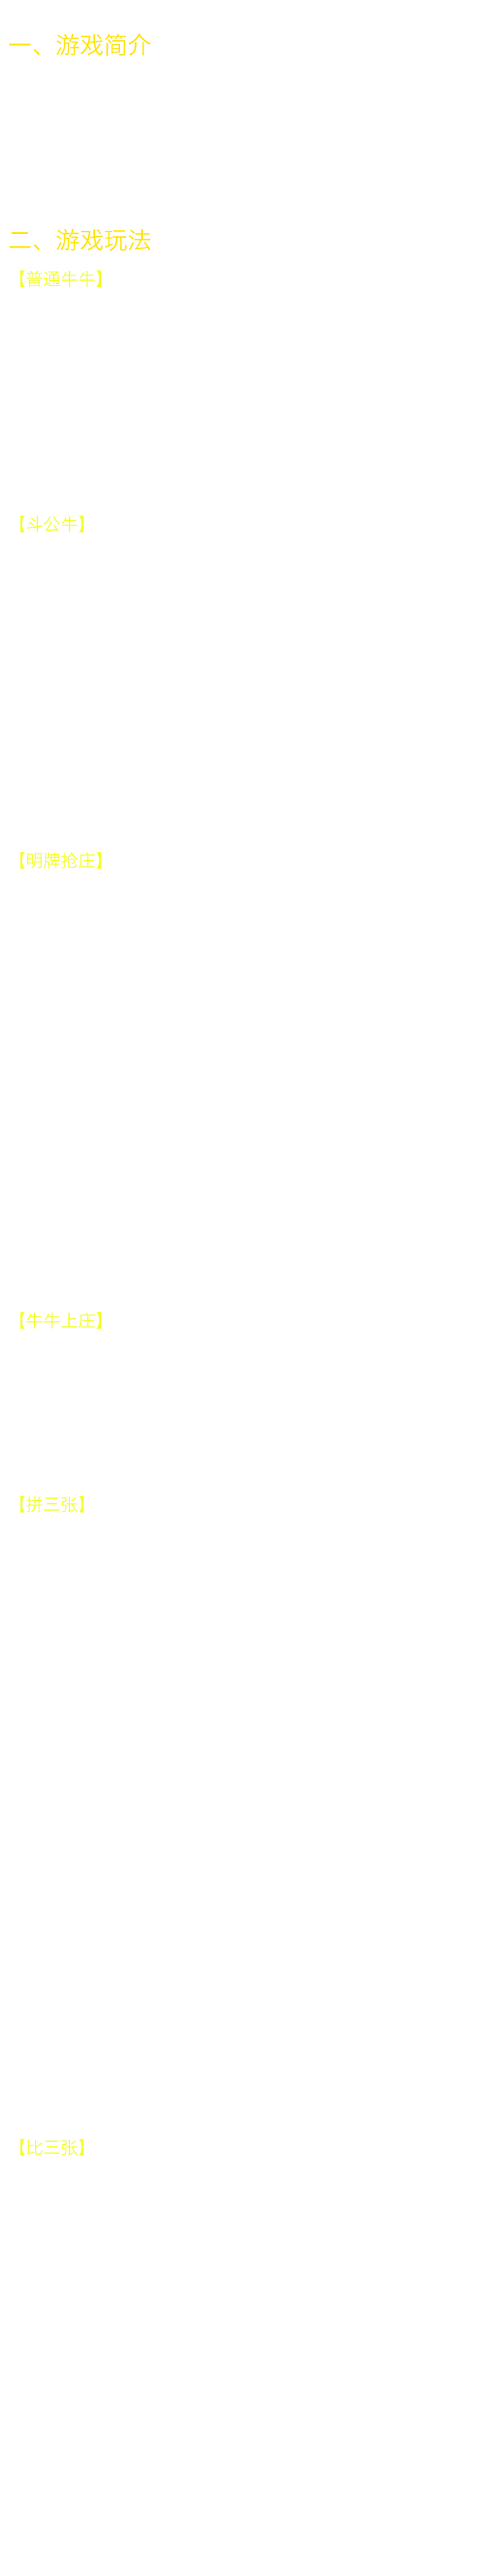 一、游戏简介
二、游戏玩法
【普通牛牛】
【斗公牛】
【明牌抢庄】
【牛牛上庄】
【拼三张】
【比三张】